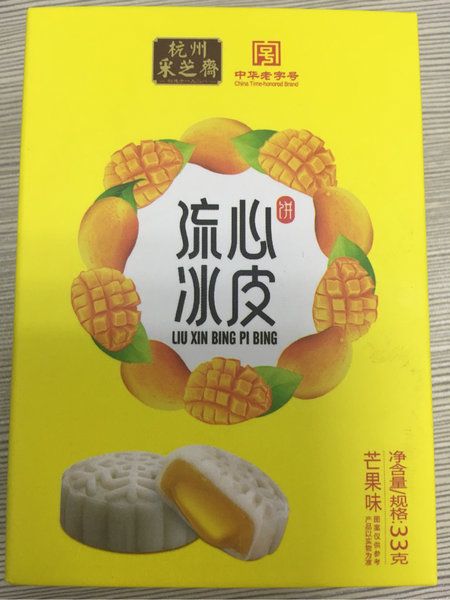 杭州
采芝齋
中华老字号
China Time-honored Brand
流心
冰皮
饼
LIU XIN BING PI BING
净含量/规格:33克
芒果味
图案仅供参考
产品以实物为准